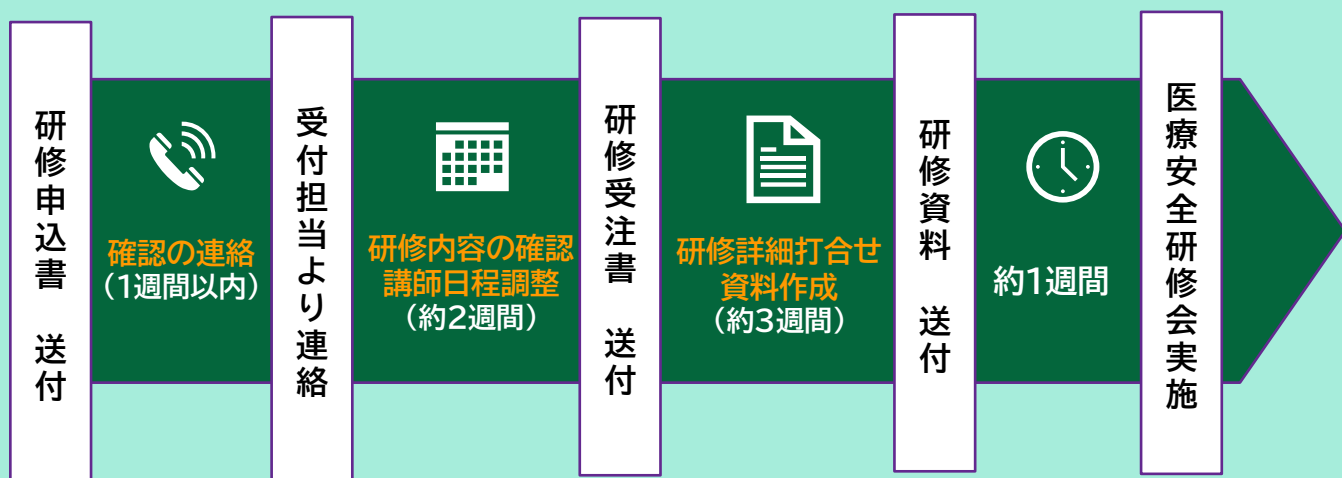 研修申込書　送付
確認の連絡
(1週間以内)
受付担当より連絡
研修内容の確認
講師日程調整
(約2週間)
研修受注書　送付
研修詳細打合せ
資料作成
(約3週間)
研修資料　送付
約1週間
医療安全研修会実施